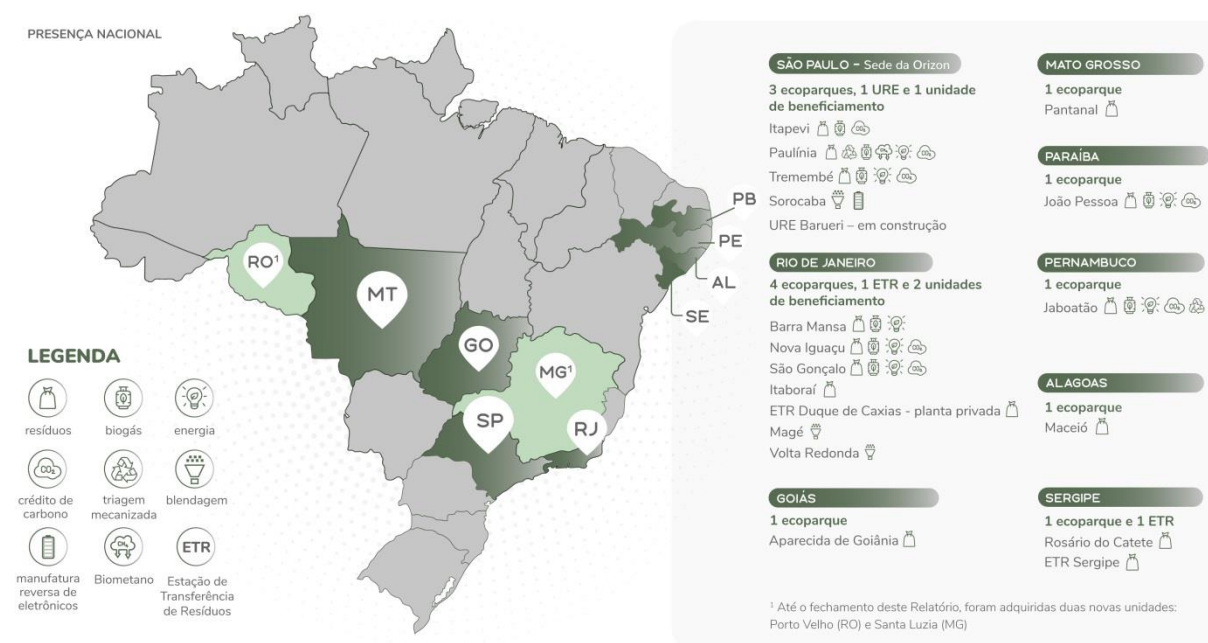 PRESENÇA NACIONAL
RO¹
MT
GO
MG¹
SP
RJ
PB
PE
AL
SE
LEGENDA
resíduos
biogás
energia
CO₂
crédito de
carbono
triagem
mecanizada
blendagem
manufatura
reversa de
eletrônicos
CH₄
Biometano
ETR
Estação de
Transferência
de Resíduos
SÃO PAULO – Sede da Orizon
3 ecoparques, 1 URE e 1 unidade
de beneficiamento
Itapevi
Paulínia
Tremembé
Sorocaba
URE Barueri – em construção
RIO DE JANEIRO
4 ecoparques, 1 ETR e 2 unidades
de beneficiamento
Barra Mansa
Nova Iguaçu
São Gonçalo
Itaboraí
ETR Duque de Caxias - planta privada
Magé
Volta Redonda
GOIÁS
1 ecoparque
Aparecida de Goiânia
MATO GROSSO
1 ecoparque
Pantanal
PARAÍBA
1 ecoparque
João Pessoa
PERNAMBUCO
1 ecoparque
Jaboatão
ALAGOAS
1 ecoparque
Maceió
SERGIPE
1 ecoparque e 1 ETR
Rosário do Catete
ETR Sergipe
¹ Até o fechamento deste Relatório, foram adquiridas duas novas unidades:
Porto Velho (RO) e Santa Luzia (MG)